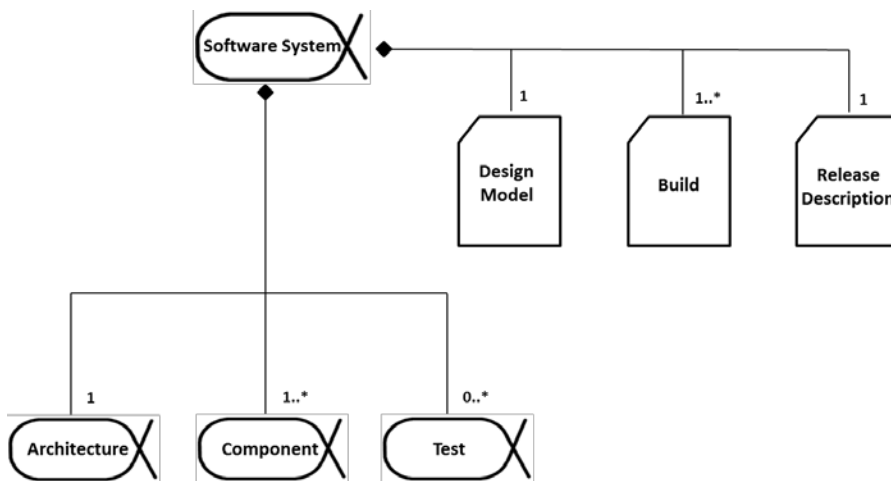 Software System
1
1..*
1
Design
Model
Build
Release
Description
1
1..*
0..*
Architecture
Component
Test